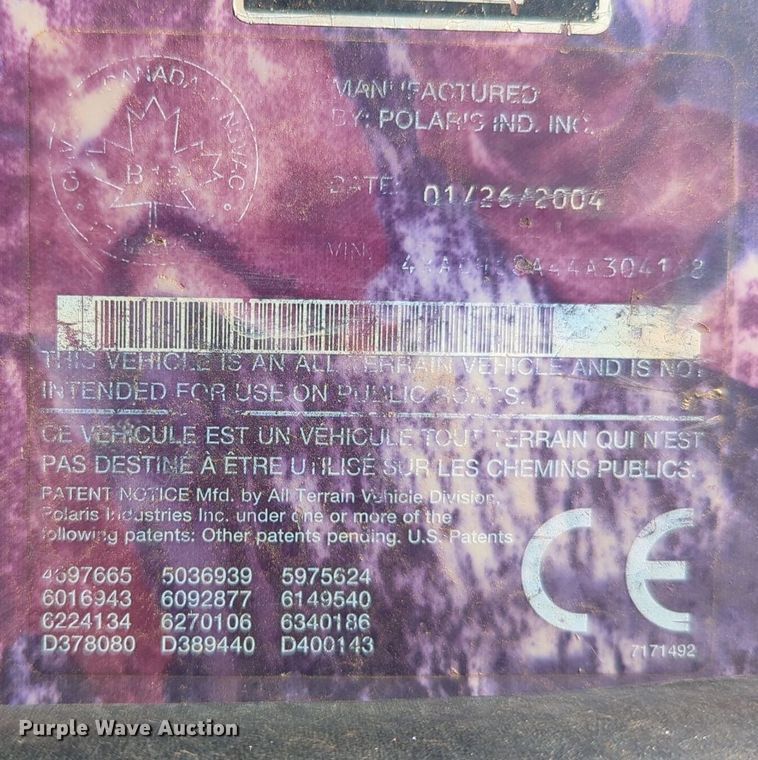 CANADA
MANUFACTURED
BY: POLARIS IND. INC.
DATE: 01/26/2004
VIN:
THIS VEHICLE IS AN ALL TERRAIN VEHICLE AND IS NOT
INTENDED FOR USE ON PUBLIC ROADS.
CE VÉHICULE EST UN VÉHICULE TOUT TERRAIN QUI N'EST
PAS DESTINÉ À ÊTRE UTILISÉ SUR LES CHEMINS PUBLICS.
PATENT NOTICE Mfd. by All Terrain Vehicle Division,
Polaris Industries Inc. under one or more of the
following patents: Other patents pending. U.S. Patents
4697665 5036939 5975624
6016943 6092877 6149540
6224134 6270106 6340186
D378080 D389440 D400143
CE
7171492
Purple Wave Auction